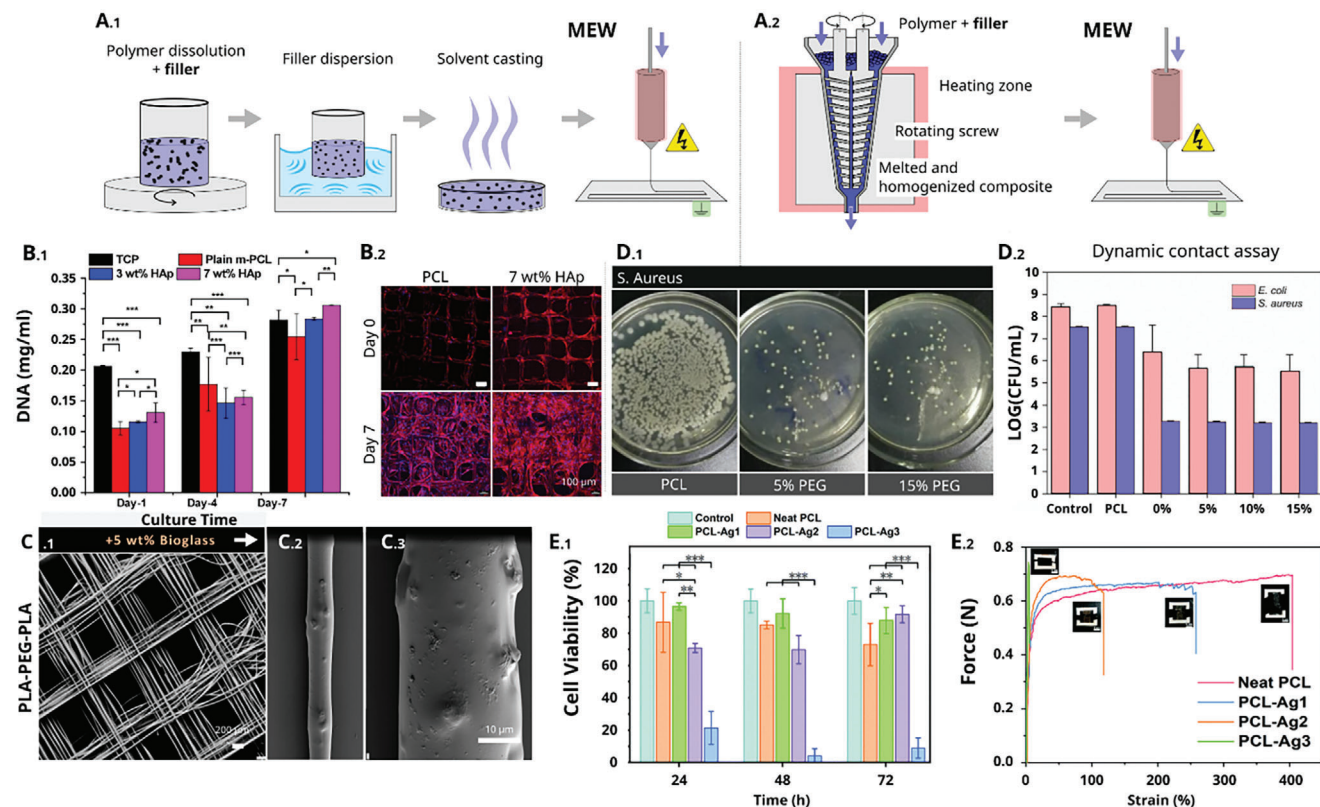 A.1
Polymer dissolution
+ filler
Filler dispersion
Solvent casting
MEW
A.2
Polymer + filler
Heating zone
Rotating screw
Melted and
homogenized composite
MEW
B.1
TCP
Plain m-PCL
3 wt% HAp
7 wt% HAp
DNA (mg/ml)
0.35
0.30
0.25
0.20
0.15
0.10
0.05
0.00
***
***
***
*
*
*
***
**
**
**
***
***
*
*
*
**
Day-1
Day-4
Day-7
Culture Time
B.2
PCL
7 wt% HAp
Day 0
Day 7
100 µm
D.1
S. Aureus
PCL
5% PEG
15% PEG
D.2
Dynamic contact assay
E. coli
S. aureus
LOG(CFU/mL)
10
9
8
7
6
5
4
3
2
1
0
Control
PCL
0%
5%
10%
15%
C.1
+5 wt% Bioglass
C.2
C.3
PLA-PEG-PLA
200 µm
10 µm
E.1
Control
Neat PCL
PCL-Ag1
PCL-Ag2
PCL-Ag3
Cell Viability (%)
140
120
100
80
60
40
20
0
***
*
**
***
***
**
*
24
48
72
Time (h)
E.2
Force (N)
0.8
0.6
0.4
0.2
0.0
Neat PCL
PCL-Ag1
PCL-Ag2
PCL-Ag3
0
100
200
300
400
Strain (%)